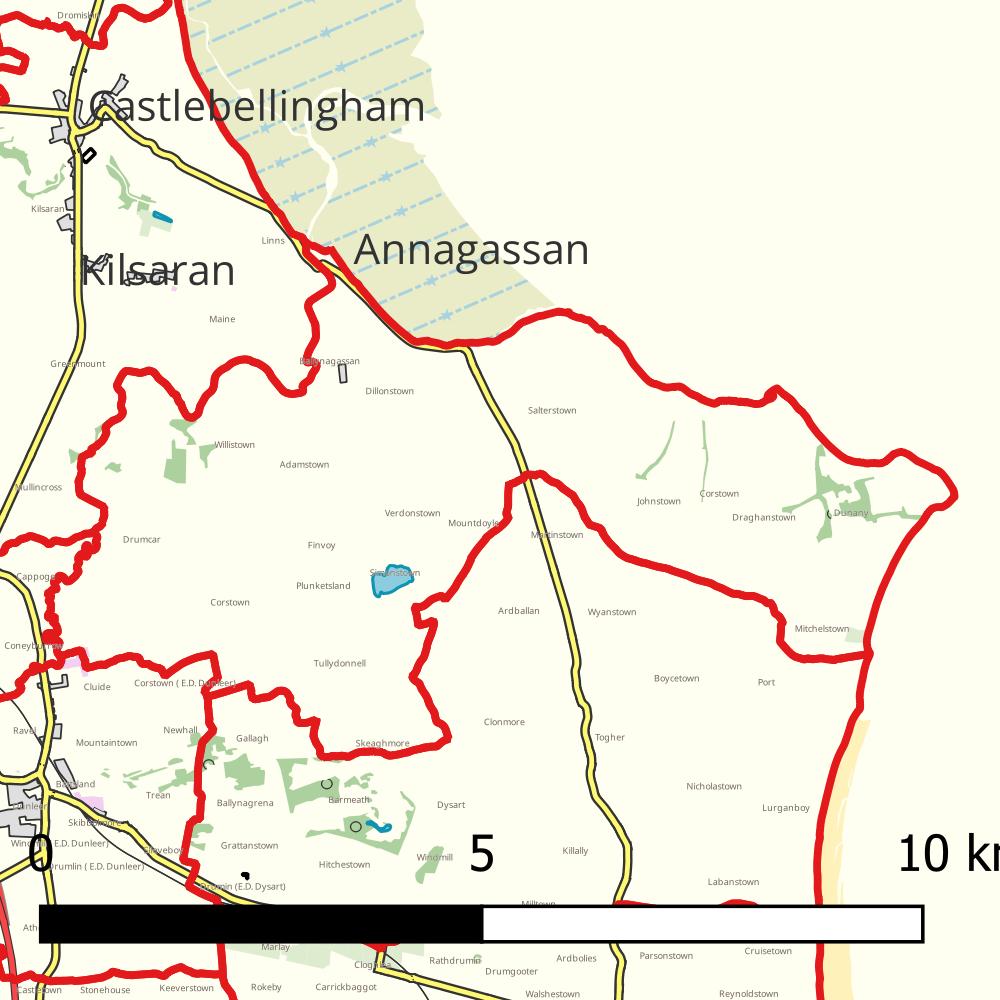 Dromiskin
Castlebellingham
Kilsaran
Linns
Annagassan
Kilsaran
Maine
Greenmount
Ballynagassan
Dillonstown
Salterstown
Willistown
Adamstown
Mullincross
Johnstown
Corstown
Verdonstown
Mountdoyle
Draghanstown
Dunany
Drumcar
Finvoy
Martinstown
Cappoge
Simonstown
Plunketsland
Corstown
Ardballan
Wyanstown
Mitchelstown
Coneyburrow
Tullydonnell
Cluide
Corstown ( E.D. Dunleer)
Boycetown
Port
Clonmore
Ravel
Newhall
Gallagh
Skeaghmore
Togher
Mountaintown
Barnland
Trean
Ballynagrena
Barmeath
Dysart
Nicholastown
Lurganboy
Dunleer
Skibbolmore
Grattanstown
Windmill
Killally
(E.D. Dunleer)
Drumlin ( E.D. Dunleer)
Hitchestown
0
5
10 km
Labanstown
Drumin (E.D. Dysart)
Milltown
Marlay
Cloghlea
Rathdrumin
Drumgooter
Ardbolies
Parsonstown
Cruisetown
Castletown
Stonehouse
Keeverstown
Rokeby
Carrickbaggot
Walshestown
Reynoldstown